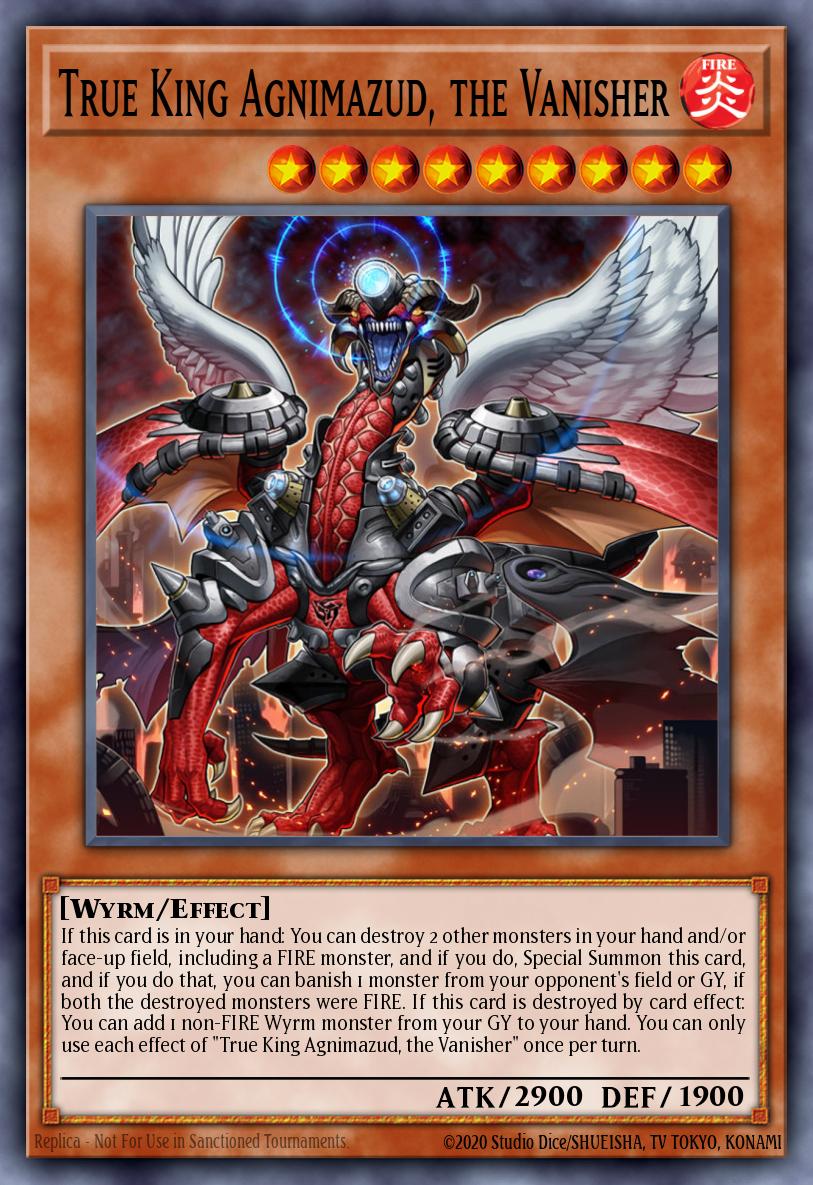 True King Agnimazud, the Vanisher
FIRE
炎
[Wyrm/Effect]
If this card is in your hand: You can destroy 2 other monsters in your hand and/or
face-up field, including a FIRE monster, and if you do, Special Summon this card,
and if you do that, you can banish 1 monster from your opponent's field or GY, if
both the destroyed monsters were FIRE. If this card is destroyed by card effect:
You can add 1 non-FIRE Wyrm monster from your GY to your hand. You can only
use each effect of "True King Agnimazud, the Vanisher" once per turn.
ATK/2900 DEF/1900
Replica - Not For Use in Sanctioned Tournaments.
©2020 Studio Dice/SHUEISHA, TV TOKYO, KONAMI